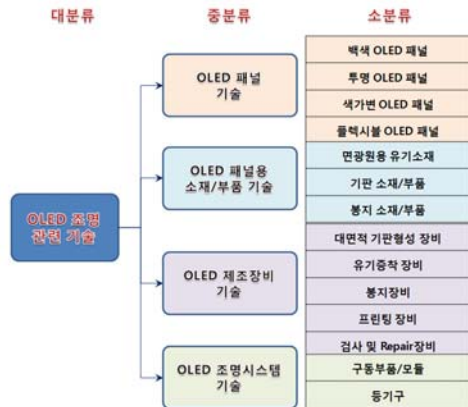 대분류
중분류
소분류
OLED 조명
관련 기술
OLED 패널
기술
백색 OLED 패널
투명 OLED 패널
색가변 OLED 패널
플렉시블 OLED 패널
OLED 패널용
소재/부품 기술
면광원용 유기소재
기판 소재/부품
봉지 소재/부품
OLED 제조장비
기술
대면적 기판형성 장비
유기증착 장비
봉지장비
프린팅 장비
검사 및 Repair장비
OLED 조명시스템
기술
구동부품/모듈
등기구